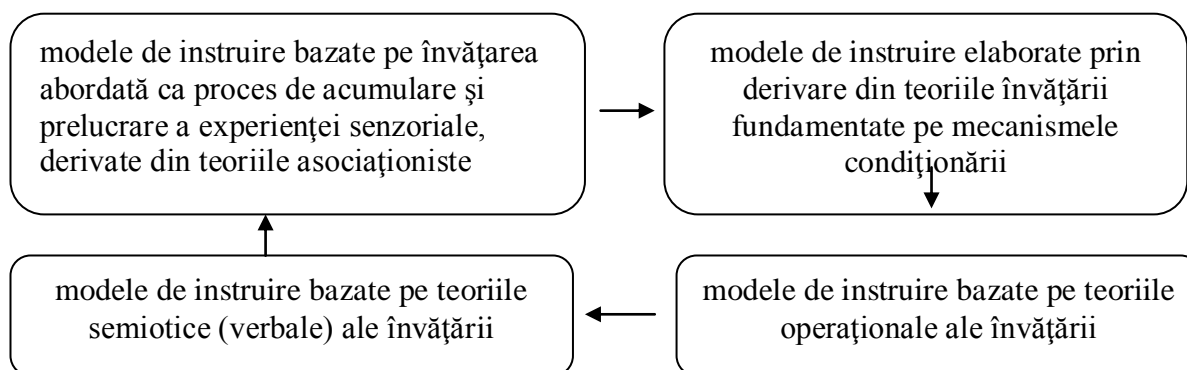 modele de instruire bazate pe învăţarea
abordată ca proces de acumulare şi
prelucrare a experienţei senzoriale,
derivate din teoriile asociaţioniste
modele de instruire elaborate prin
derivare din teoriile învăţării
fundamentate pe mecanismele
condiţionării
modele de instruire bazate pe teoriile
semiotice (verbale) ale învăţării
modele de instruire bazate pe teoriile
operaţionale ale învăţării